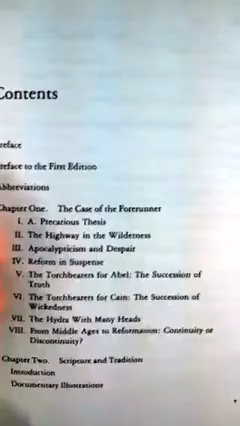 Contents
Preface
Preface to the First Edition
Abbreviations
Chapter One. The Case of the Forerunner
I. A. Precarious Thesis
II. The Highway in the Wilderness
III. Apocalypticism and Despair
IV. Reform in Suspense
V. The Torchbearers for Abel: The Succession of
Truth
VI. The Torchbearers for Cain: The Succession of
Wickedness
VII. The Hydra With Many Heads
VIII. From Middle Ages to Reformation: Continuity or
Discontinuity?
Chapter Two. Scripture and Tradition
Introduction
Documentary Illustrations